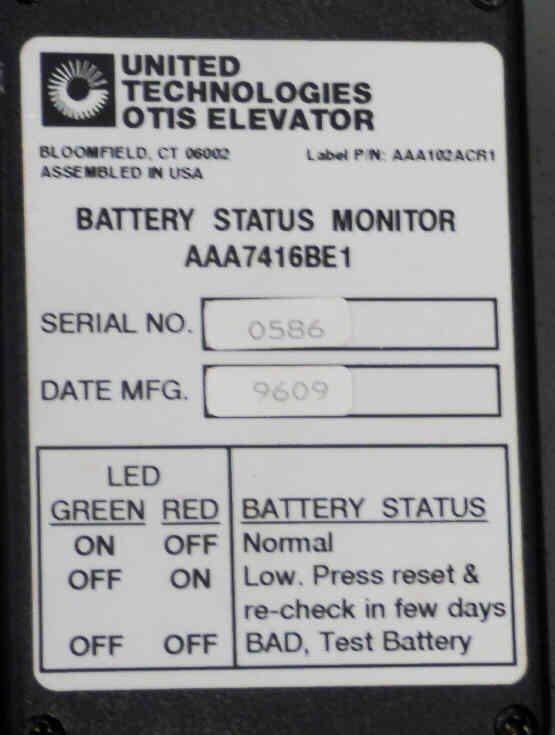 UNITED
TECHNOLOGIES
OTIS ELEVATOR
BLOOMFIELD, CT 06002 Label P/N: AAA102ACR1
ASSEMBLED IN USA
BATTERY STATUS MONITOR
AAA7416BE1
SERIAL NO. 0586
DATE MFG. 9609
LED
GREEN RED BATTERY STATUS
ON OFF Normal
OFF ON Low. Press reset &
re-check in few days
OFF OFF BAD, Test Battery